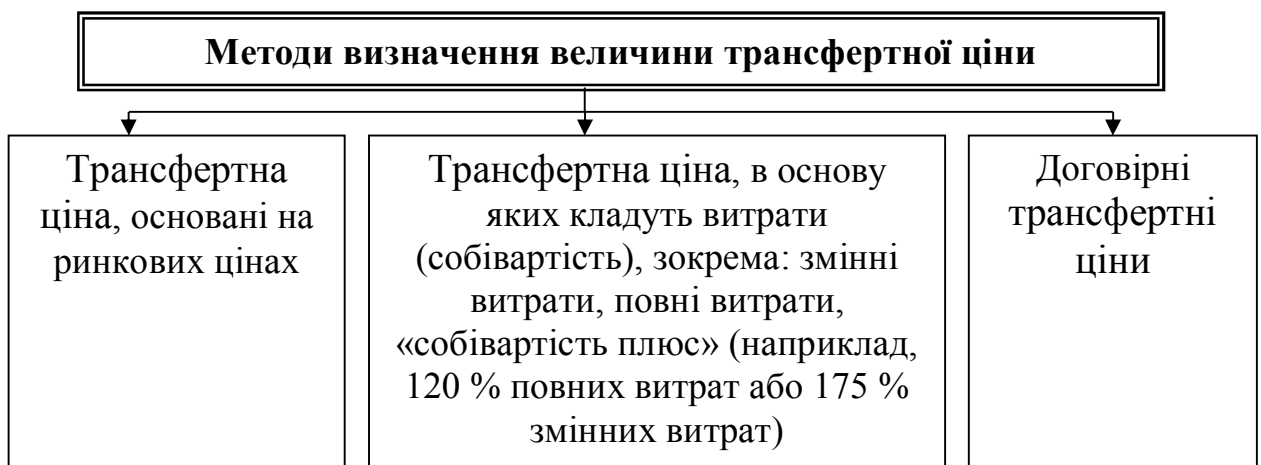 Методи визначення величини трансфертної ціни
Трансфертна
ціна, основані на
ринкових цінах
Трансфертна ціна, в основу
яких кладуть витрати
(собівартість), зокрема: змінні
витрати, повні витрати,
«собівартість плюс» (наприклад,
120 % повних витрат або 175 %
змінних витрат)
Договірні
трансфертні
ціни